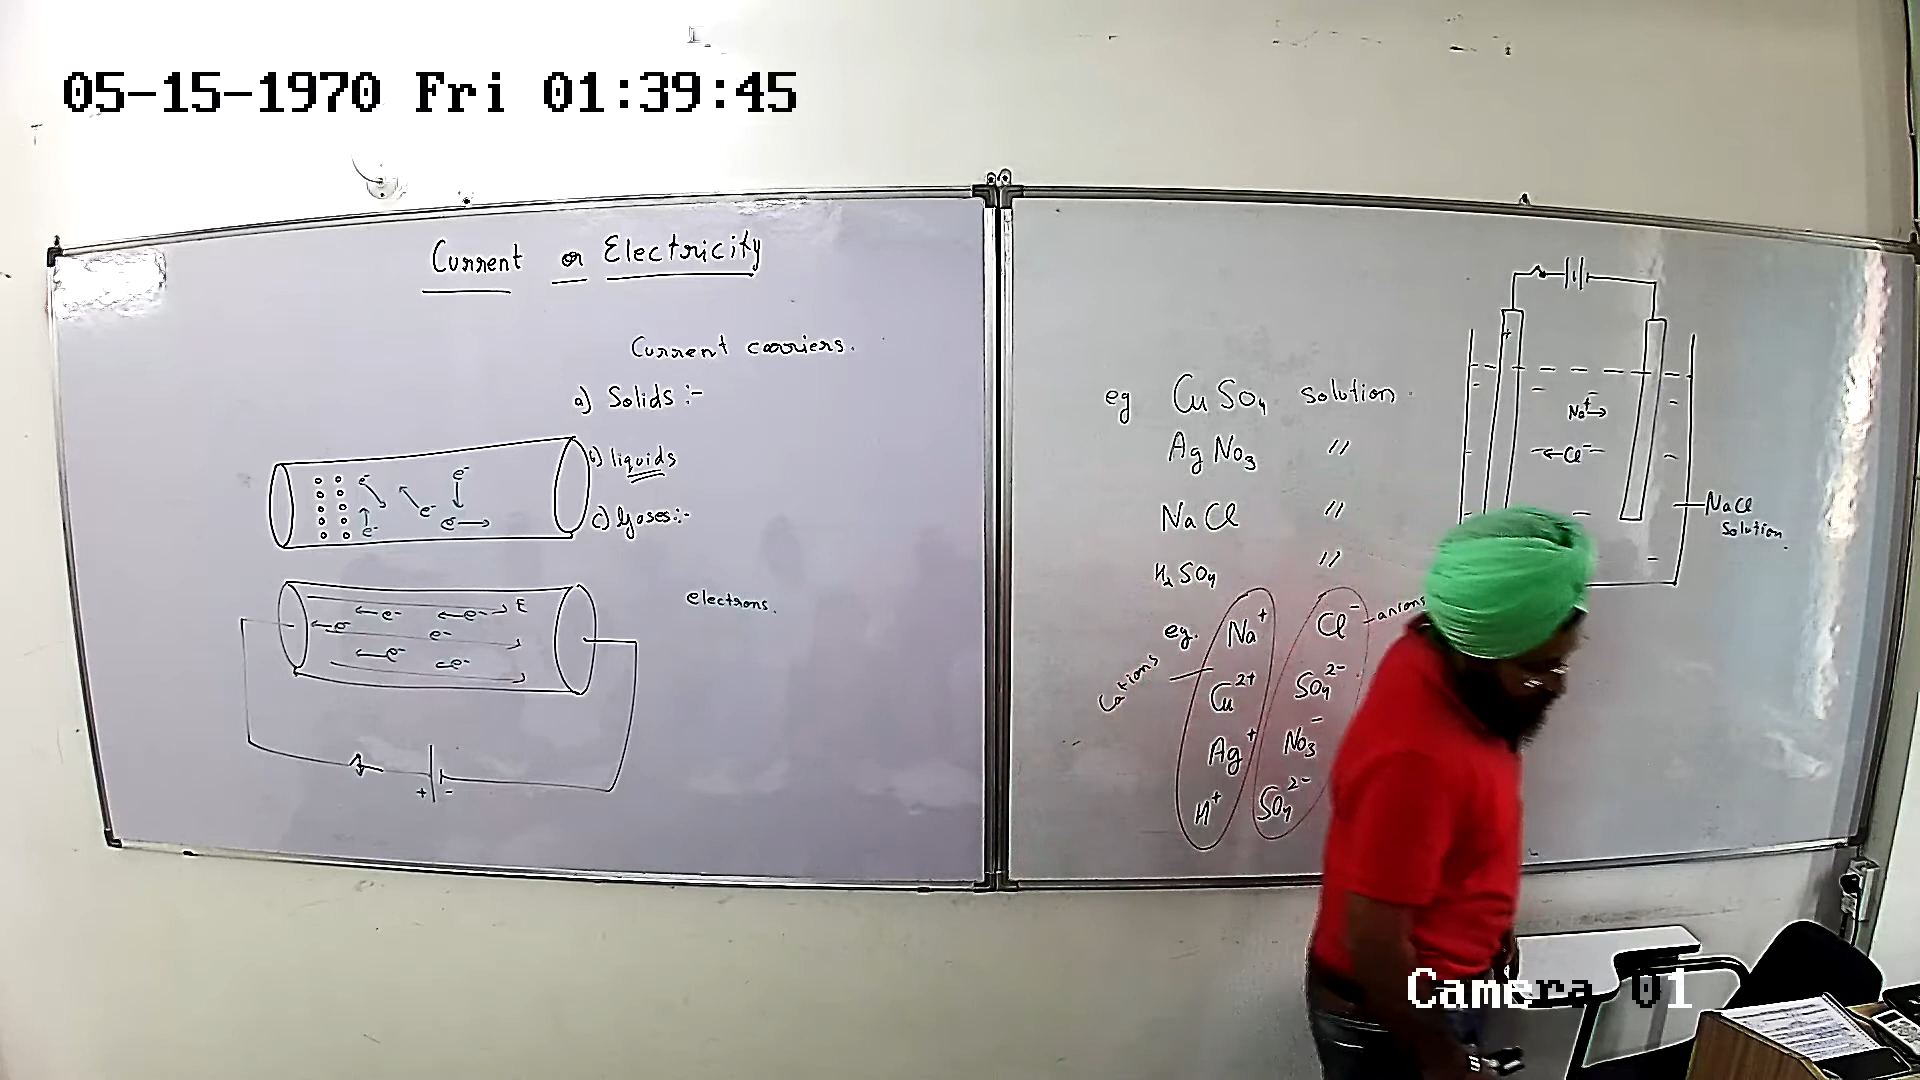 05-15-1970 Fri 01:39:45
Current or Electricity
Current carriers.
a) Solids :-
b) liquids
c) Gases:-
e- e- e-
e- e-
E
e- e-
e- e-
e- e-
electrons.
+ -
eg CuSO4 solution.
AgNO3 "
NaCl "
H2SO4 "
eg. Na+ Cl- anions
Cations
Cu2+ SO42-
Ag+ NO3-
H+ SO42-
+
Na+
Cl-
NaCl
Solution.
Camera 01